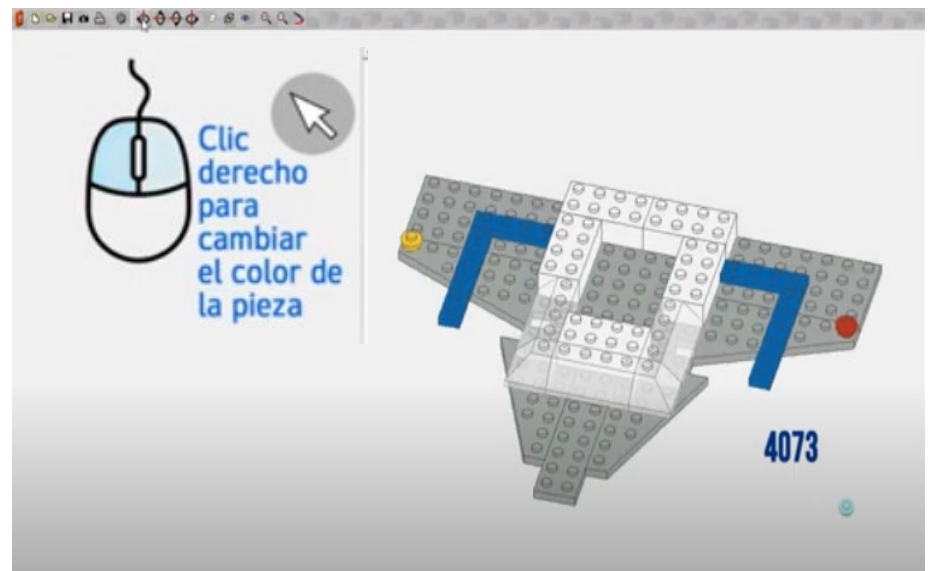 Clic
derecho
para
cambiar
el color de
la pieza
4073